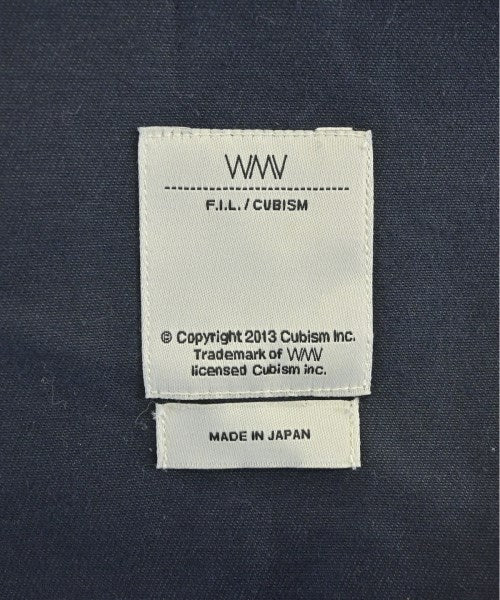 WMV
F.I.L. / CUBISM
© Copyright 2013 Cubism Inc.
Trademark of WMV
licensed Cubism inc.
MADE IN JAPAN